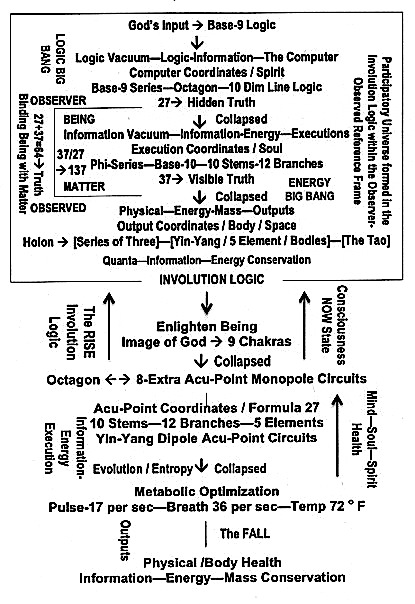 God's Input → Base-9 Logic
LOGIC BIG BANG
Logic Vacuum—Logic-Information—The Computer
Computer Coordinates / Spirit
Base-9 Series—Octagon—10 Dim Line Logic
OBSERVER
27→ Hidden Truth
Collapsed
BEING
Information Vacuum—Information-Energy—Executions
Execution Coordinates / Soul
37/27
→ 137
Phi-Series—Base-10—10 Stems-12 Branches
MATTER
37→ Visible Truth
ENERGY BIG BANG
OBSERVED
Collapsed
Physical—Energy-Mass—Outputs
Output Coordinates / Body / Space
Holon → [Series of Three]—[Yin-Yang / 5 Element / Bodies]—[The Tao]
Quanta—Information—Energy Conservation
27+37=64→ Truth
Binding Being with Matter
Participatory Universe formed in the
Involution Logic within the Observer-
Observed Reference Frame
INVOLUTION LOGIC
The RISE
Involution
Logic
Consciousness
NOW State
Enlighten Being
Image of God → 9 Chakras
Collapsed
Octagon ←→ 8-Extra Acu-Point Monopole Circuits
Acu-Point Coordinates / Formula 27
10 Stems—12 Branches—5 Elements
Yin-Yang Dipole Acu-Point Circuits
Information-
Energy
Execution
Mind—Soul—Spirit
Health
Evolution / Entropy
Collapsed
Metabolic Optimization
Pulse-17 per sec—Breath 36 per sec—Temp 72 ° F
Outputs
The FALL
Physical /Body Health
Information—Energy—Mass Conservation